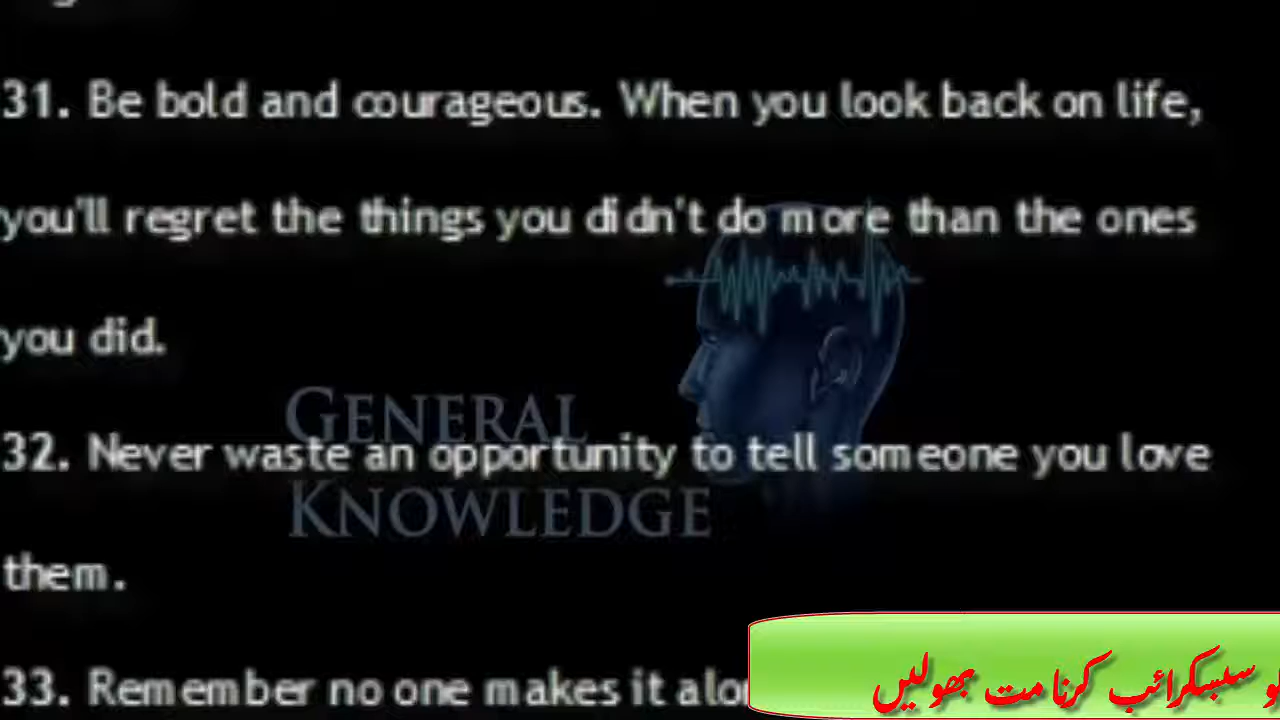 31. Be bold and courageous. When you look back on life,
you'll regret the things you didn't do more than the ones
you did.
GENERAL
32. Never waste an opportunity to tell someone you love
KNOWLEDGE
them.
33. Remember no one makes it
سبسکرائب کرنا مت بھولیں